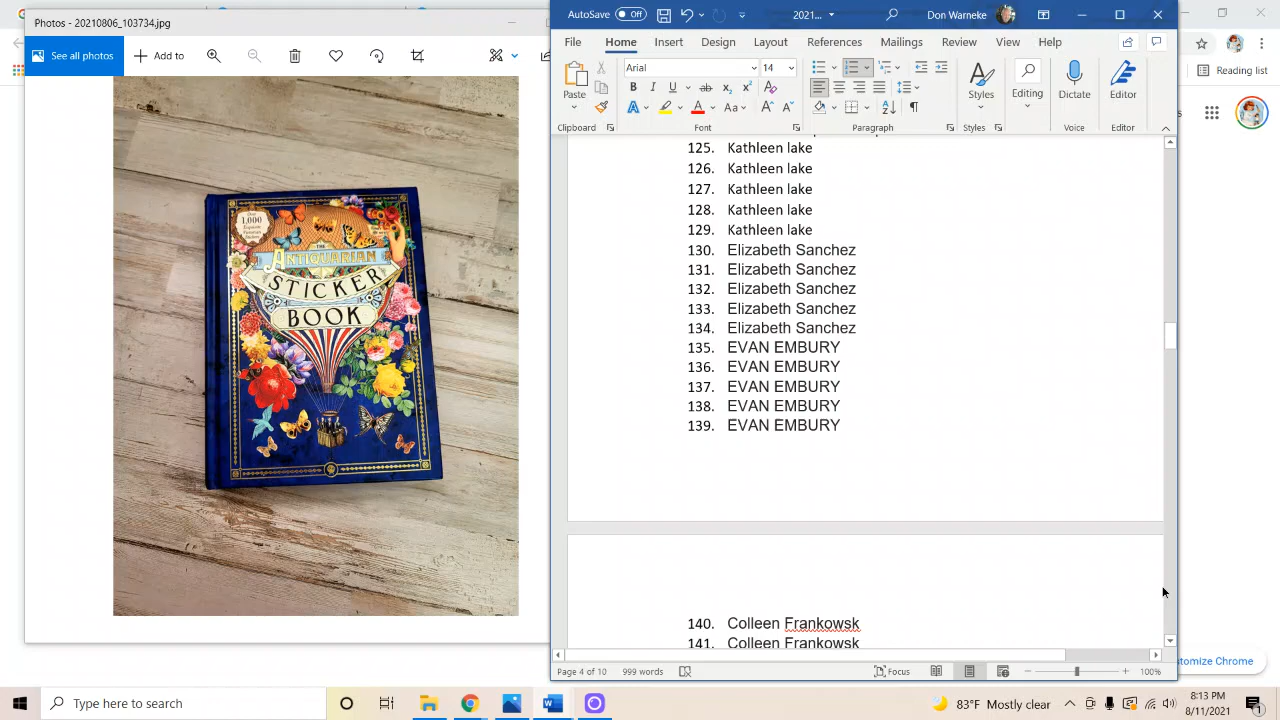 Photos - 20210806_103734.jpg
See all photos
Add to
Over
1,000
THE
ANTIQUARIAN
STICKER
BOOK
AutoSave Off
2021...
Don Warneke
File Home Insert Design Layout References Mailings Review View Help
Arial 14
Paste
Styles Editing Dictate Editor
Clipboard Font Paragraph Styles Voice Editor
125. Kathleen lake
126. Kathleen lake
127. Kathleen lake
128. Kathleen lake
129. Kathleen lake
130. Elizabeth Sanchez
131. Elizabeth Sanchez
132. Elizabeth Sanchez
133. Elizabeth Sanchez
134. Elizabeth Sanchez
135. EVAN EMBURY
136. EVAN EMBURY
137. EVAN EMBURY
138. EVAN EMBURY
139. EVAN EMBURY
140. Colleen Frankowsk
141. Colleen Frankowsk
Page 4 of 10 999 words Focus 100%
Reading list
stomize Chrome
Type here to search
83°F Mostly clear
8:13 PM
8/11/2021